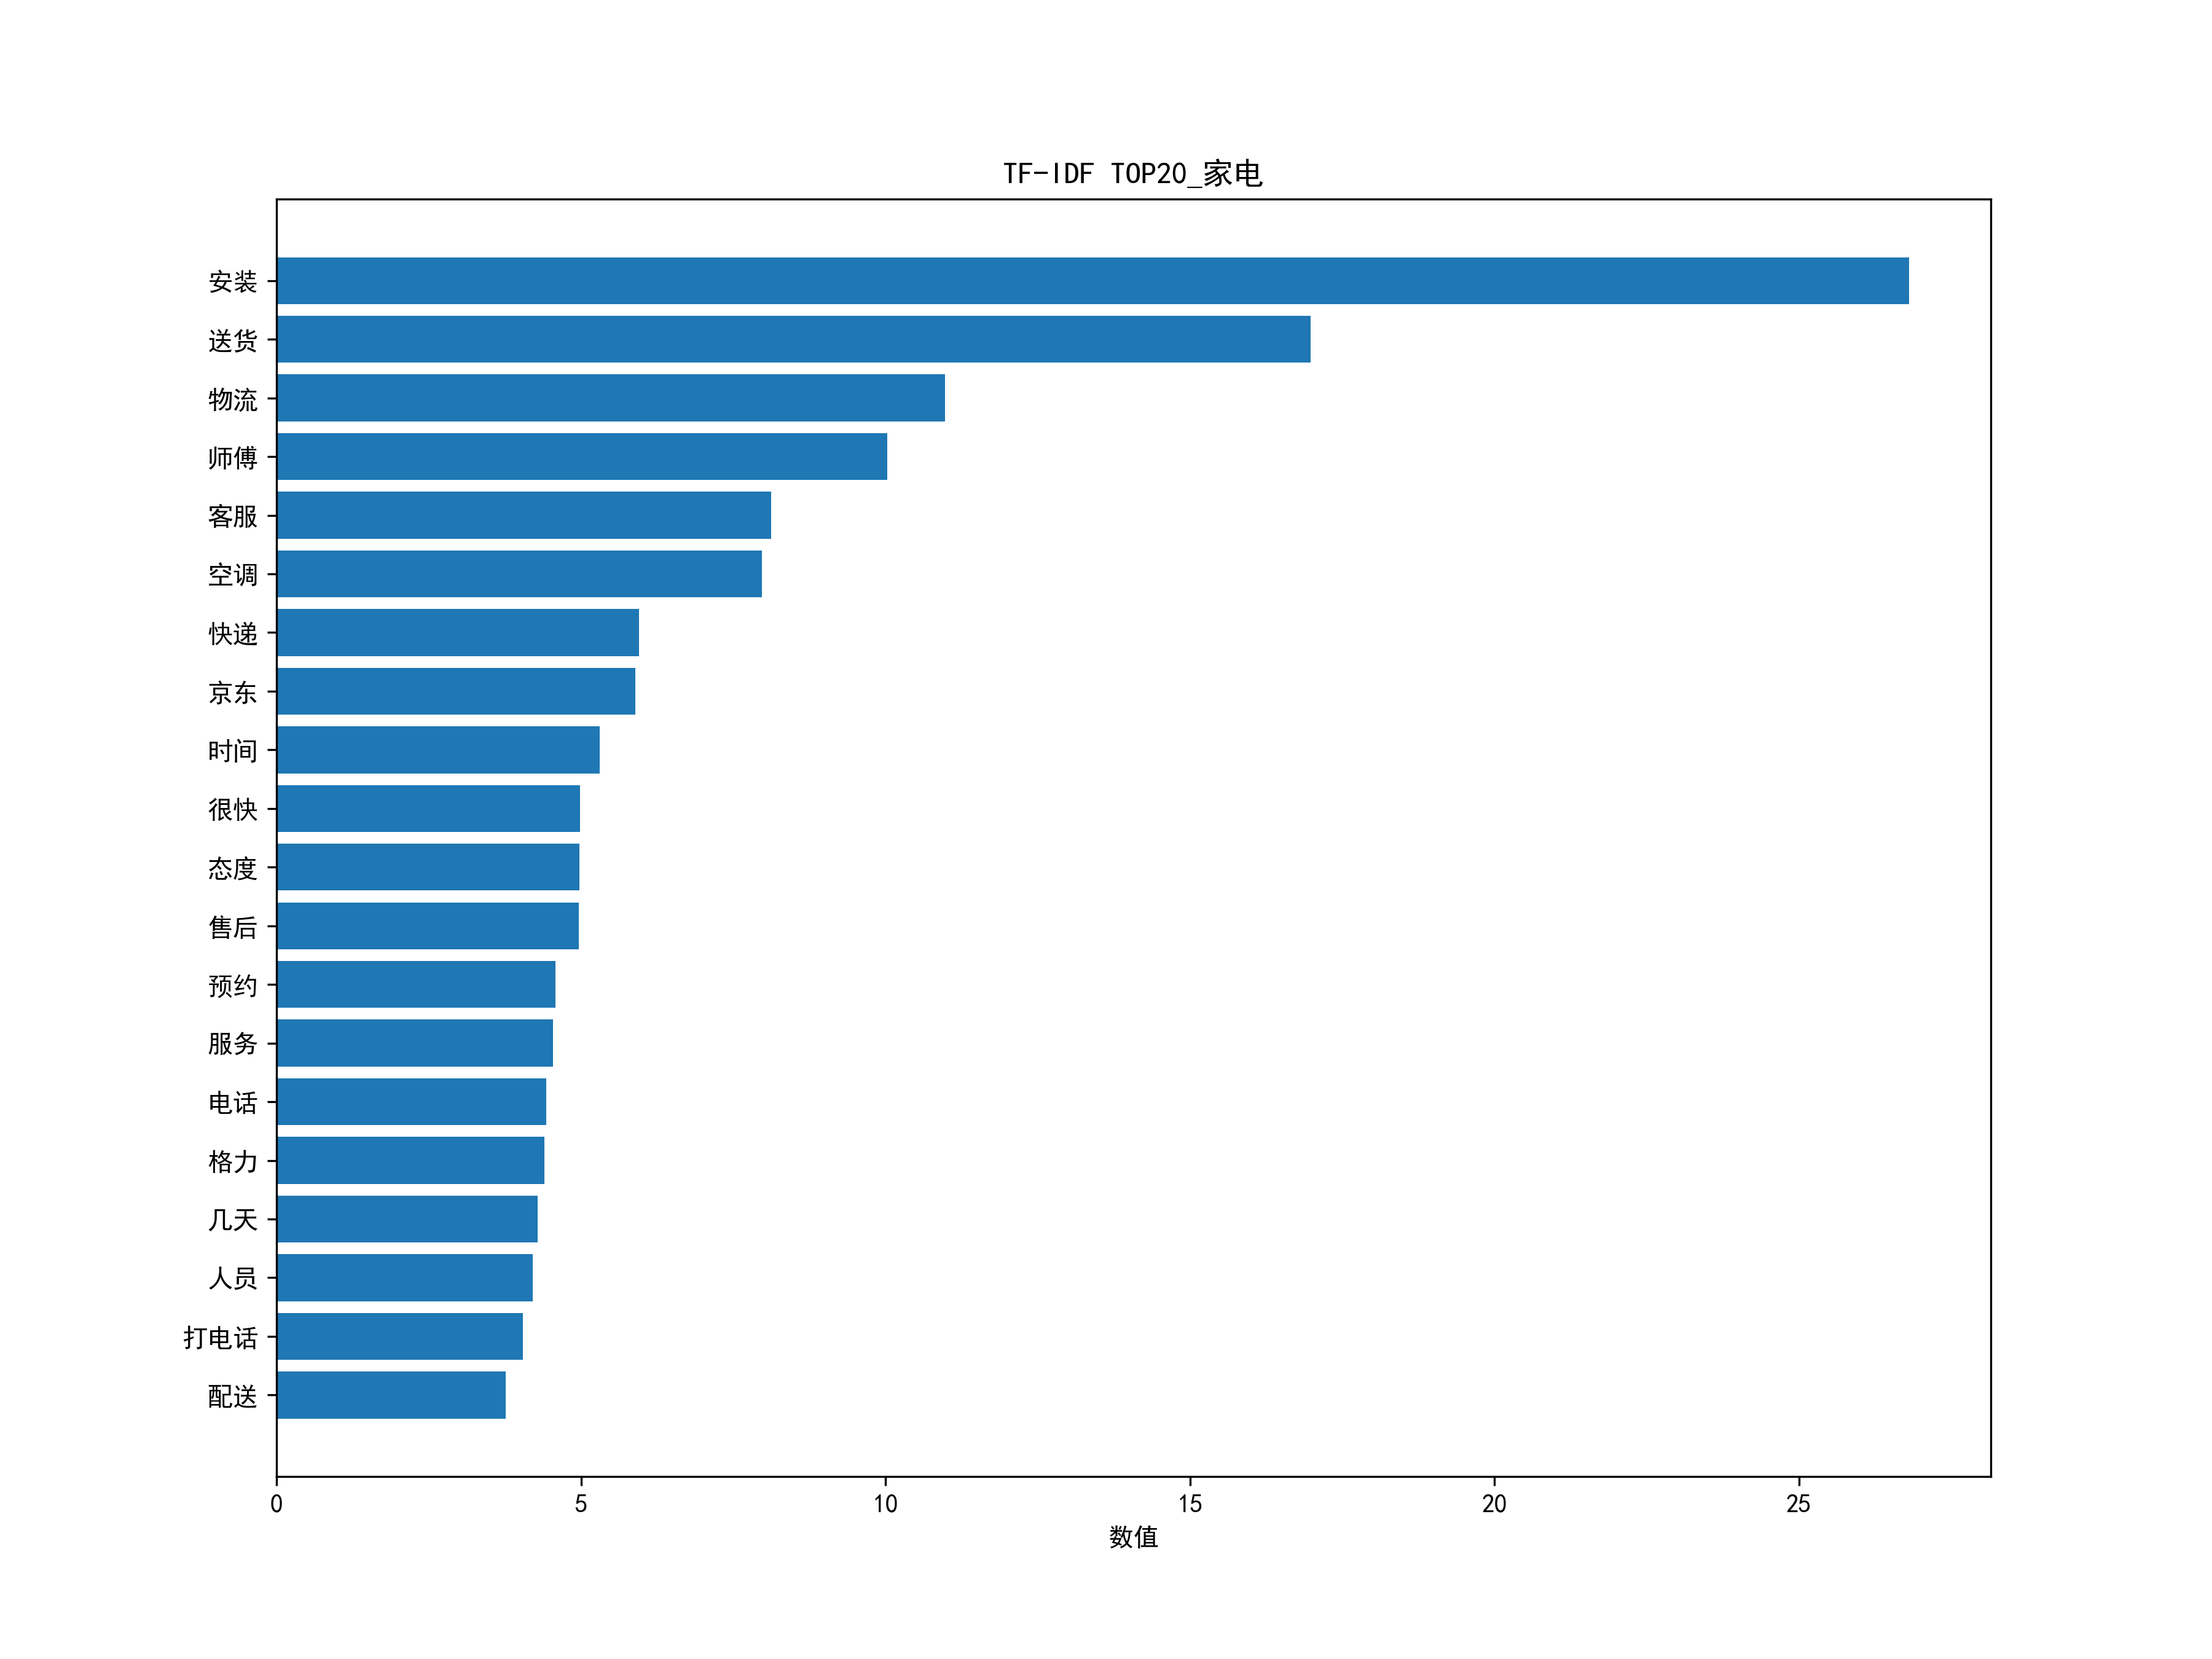 TF-IDF TOP20_家电
安装
送货
物流
师傅
客服
空调
快递
京东
时间
很快
态度
售后
预约
服务
电话
格力
几天
人员
打电话
配送
0 5 10 15 20 25
数值